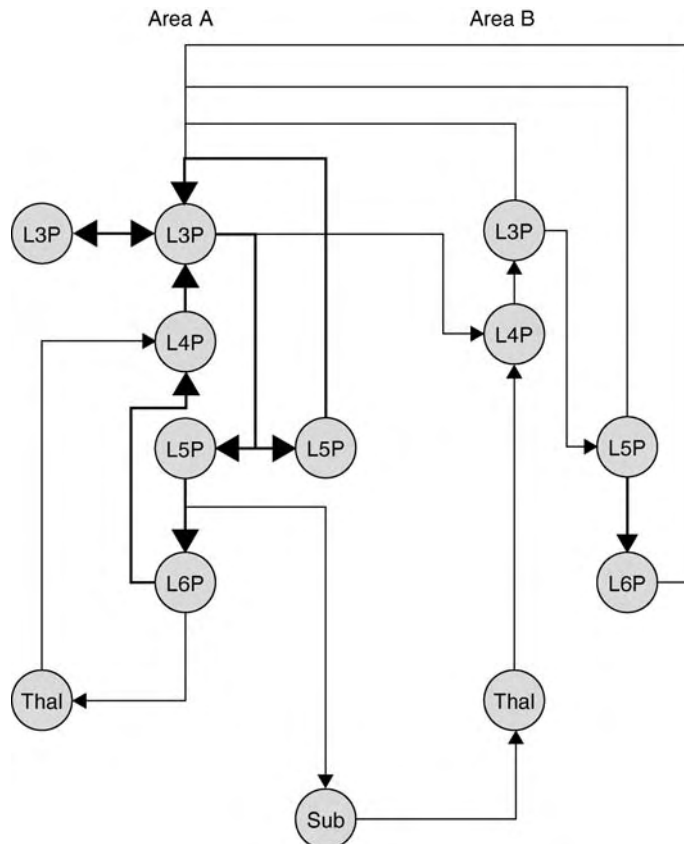 Area A Area B
L3P L3P L3P
L4P L4P
L5P L5P L5P
L6P L6P
Thal Thal
Sub